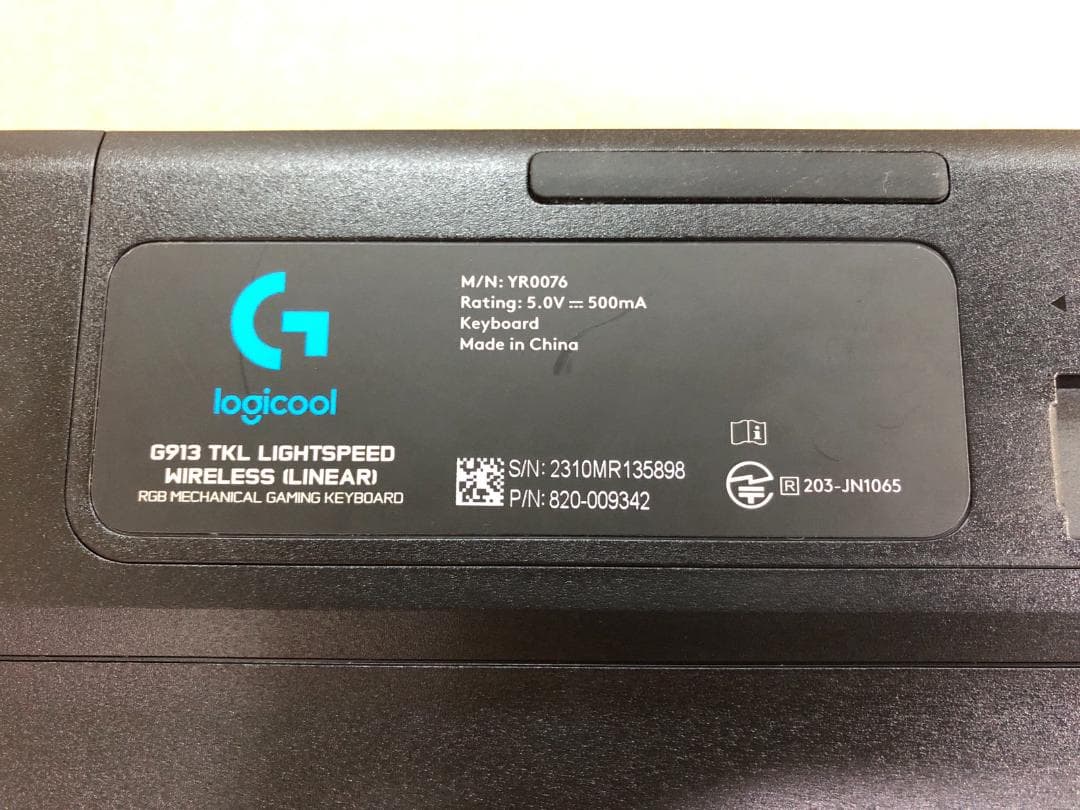 G
logicool
G913 TKL LIGHTSPEED
WIRELESS (LINEAR)
RGB MECHANICAL GAMING KEYBOARD
M/N: YR0076
Rating: 5.0V ⎓ 500mA
Keyboard
Made in China
S/N: 2310MR135898
P/N: 820-009342
R 203-JN1065